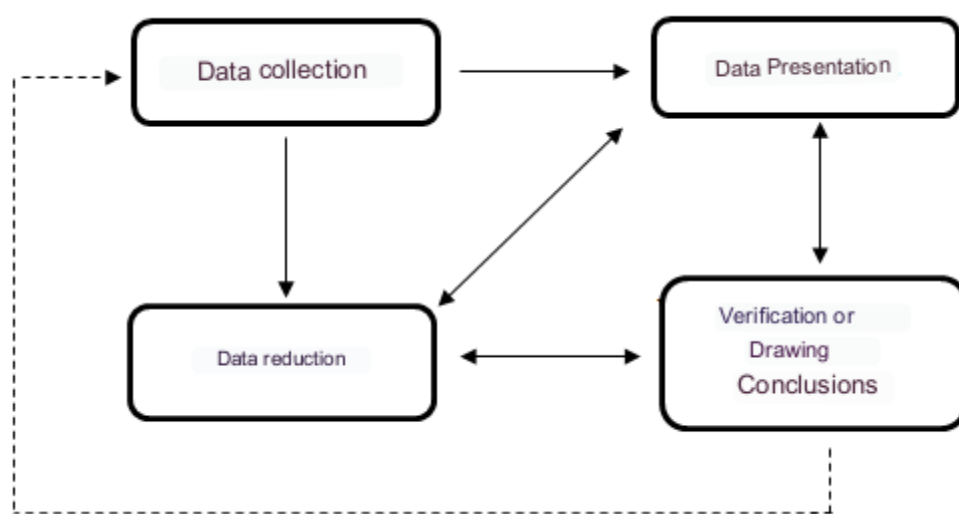 Data collection
Data Presentation
Data reduction
Verification or
Drawing
Conclusions